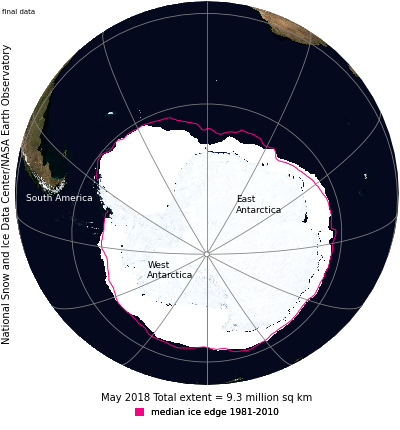 final data
National Snow and Ice Data Center/NASA Earth Observatory
South America
East
Antarctica
West
Antarctica
May 2018 Total extent = 9.3 million sq km
median ice edge 1981-2010